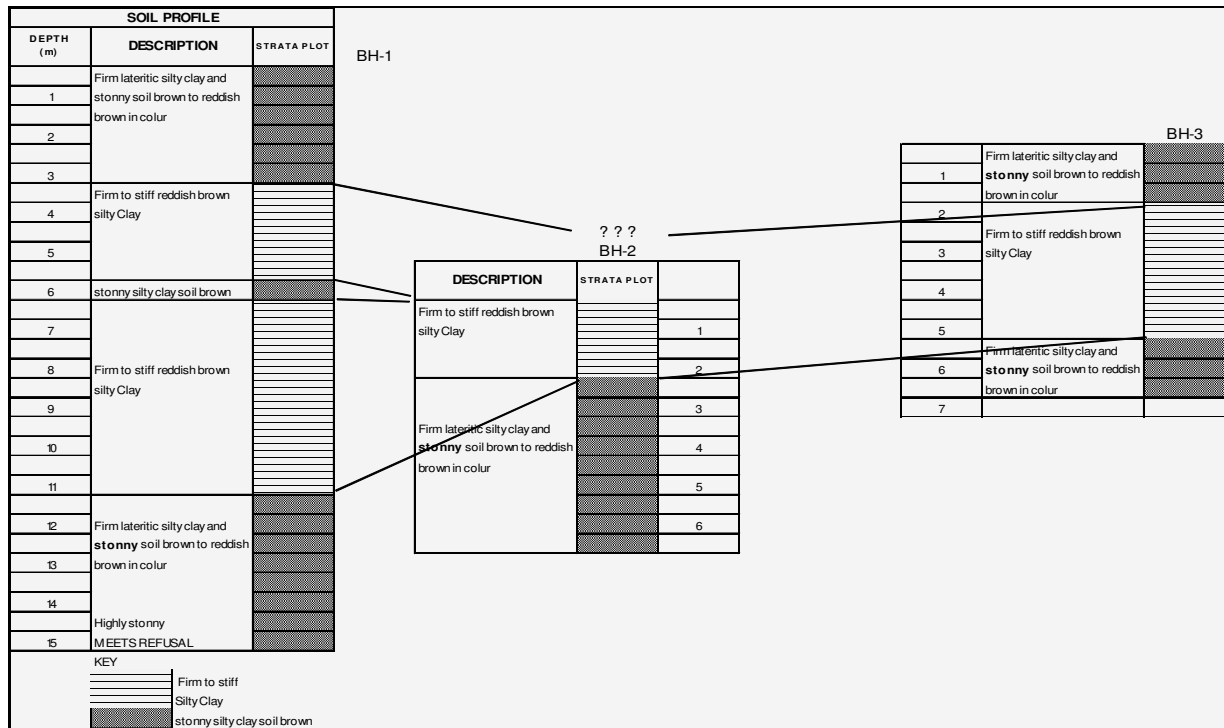 SOIL PROFILE
DEPTH
(m)
DESCRIPTION
STRATA PLOT
BH-1
Firm lateritic silty clay and
1
stonny soil brown to reddish
brown in colur
2
3
Firm to stiff reddish brown
4
silty Clay
5
6
stonny silty clay soil brown
7
8
Firm to stiff reddish brown
silty Clay
9
10
11
12
Firm lateritic silty clay and
stonny soil brown to reddish
13
brown in colur
14
Highly stonny
15
MEETS REFUSAL
KEY
Firm to stiff
Silty Clay
stonny silty clay soil brown
? ? ?
BH-2
DESCRIPTION
STRATA PLOT
Firm to stiff reddish brown
silty Clay
1
2
3
Firm lateritic silty clay and
stonny soil brown to reddish
4
brown in colur
5
6
BH-3
Firm lateritic silty clay and
1
stonny soil brown to reddish
brown in colur
2
Firm to stiff reddish brown
3
silty Clay
4
5
Firm lateritic silty clay and
6
stonny soil brown to reddish
brown in colur
7